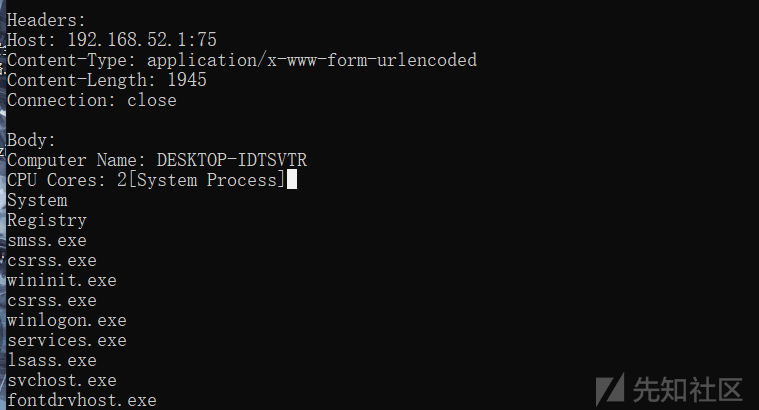 Headers:
Host: 192.168.52.1:75
Content-Type: application/x-www-form-urlencoded
Content-Length: 1945
Connection: close
Body:
Computer Name: DESKTOP-IDTSVTR
CPU Cores: 2[System Process]
System
Registry
smss.exe
csrss.exe
wininit.exe
csrss.exe
winlogon.exe
services.exe
lsass.exe
svchost.exe
fontdrvhost.exe
先知社区